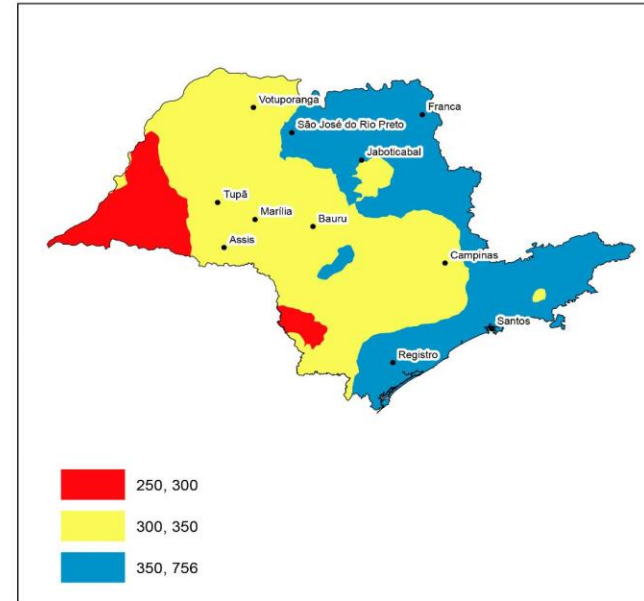 Votuporanga
Franca
São José do Rio Preto
Jaboticabal
Tupã
Marília
Bauru
Assis
Campinas
Santos
Registro
250, 300
300, 350
350, 756